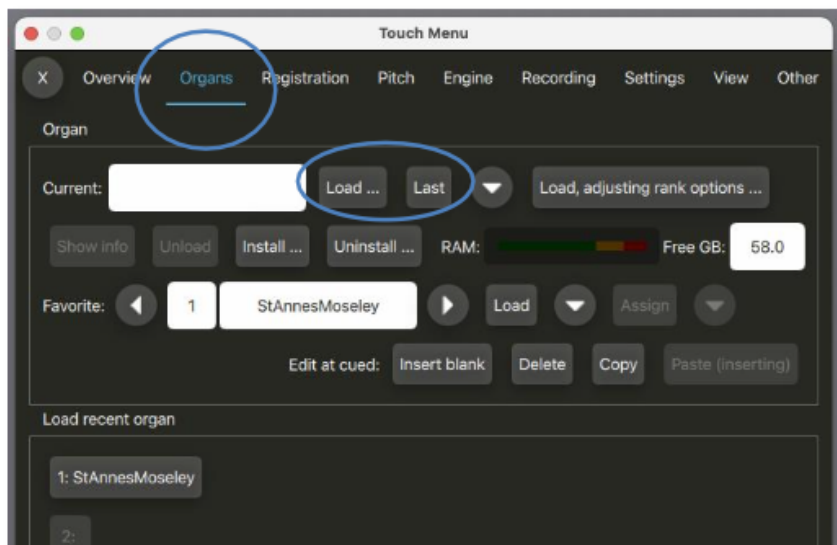 Touch Menu
X Overview Organs Registration Pitch Engine Recording Settings View Other
Organ
Current: Load ... Last Load, adjusting rank options ...
Show info Unload Install ... Uninstall ... RAM: Free GB: 58.0
Favorite: 1 StAnnesMoseley Load Assign
Edit at cued: Insert blank Delete Copy Paste (inserting)
Load recent organ
1: StAnnesMoseley
2: